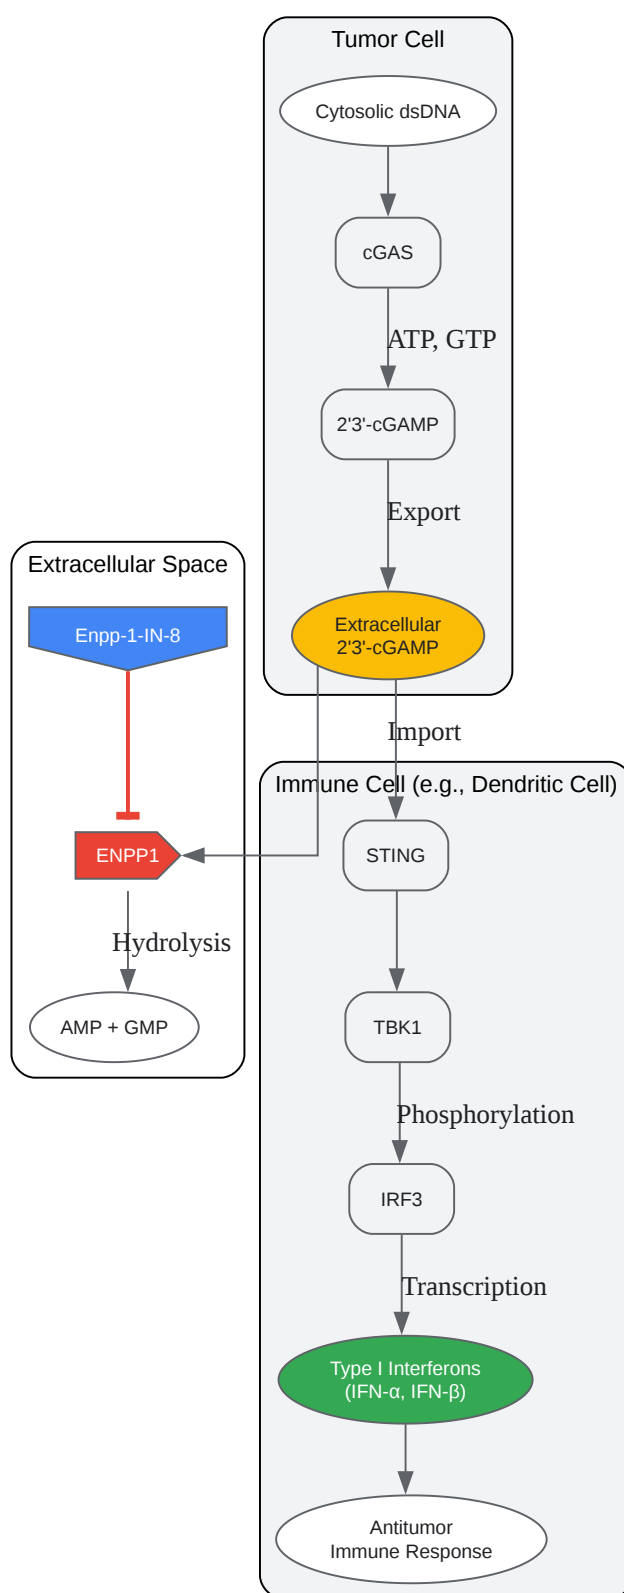 Tumor Cell
Cytosolic dsDNA
cGAS
ATP, GTP
2'3'-cGAMP
Export
Extracellular
2'3'-cGAMP
Import
Extracellular Space
Enpp-1-IN-8
ENPP1
Hydrolysis
AMP + GMP
Immune Cell (e.g., Dendritic Cell)
STING
TBK1
Phosphorylation
IRF3
Transcription
Type I Interferons
(IFN-α, IFN-β)
Antitumor
Immune Response